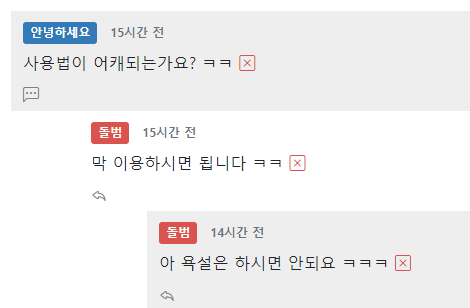 안녕하세요 15시간 전
사용법이 어캐되는가요? ㅋㅋ
돌범 15시간 전
막 이용하시면 됩니다 ㅋㅋ
돌범 14시간 전
아 욕설은 하시면 안되요 ㅋㅋㅋ